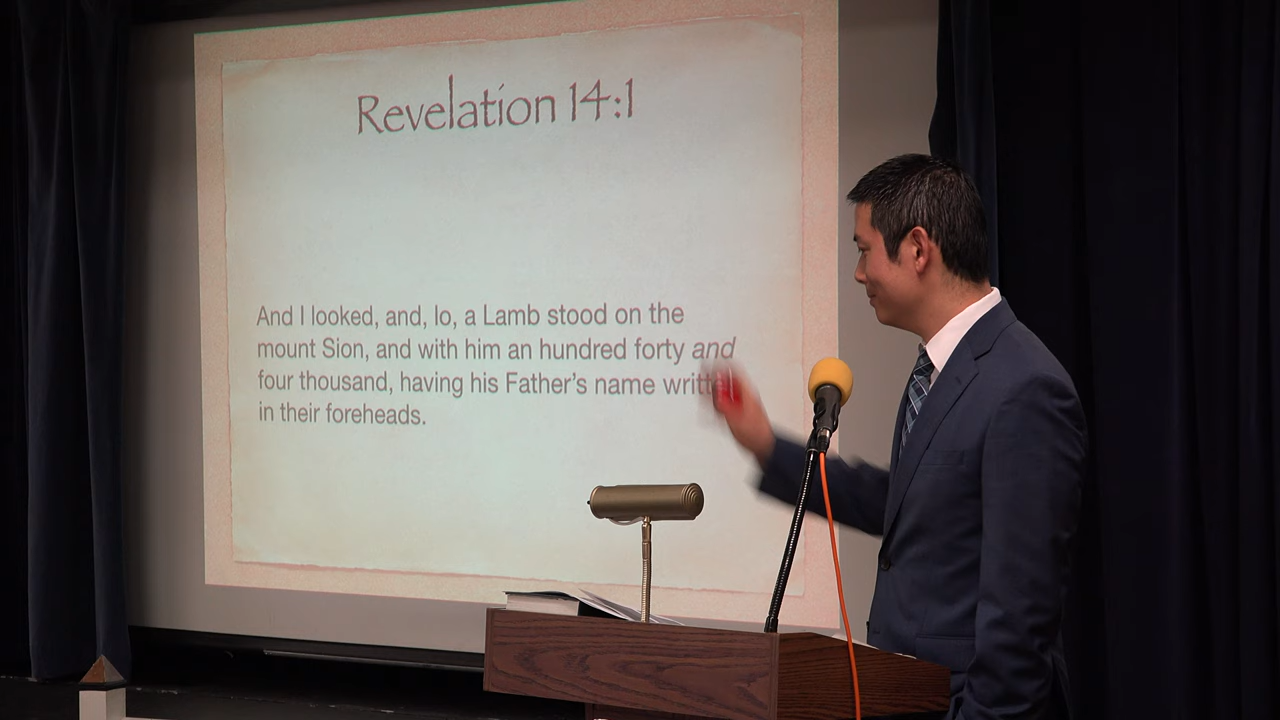 Revelation 14:1
And I looked, and, lo, a Lamb stood on the
mount Sion, and with him an hundred forty and
four thousand, having his Father's name written
in their foreheads.